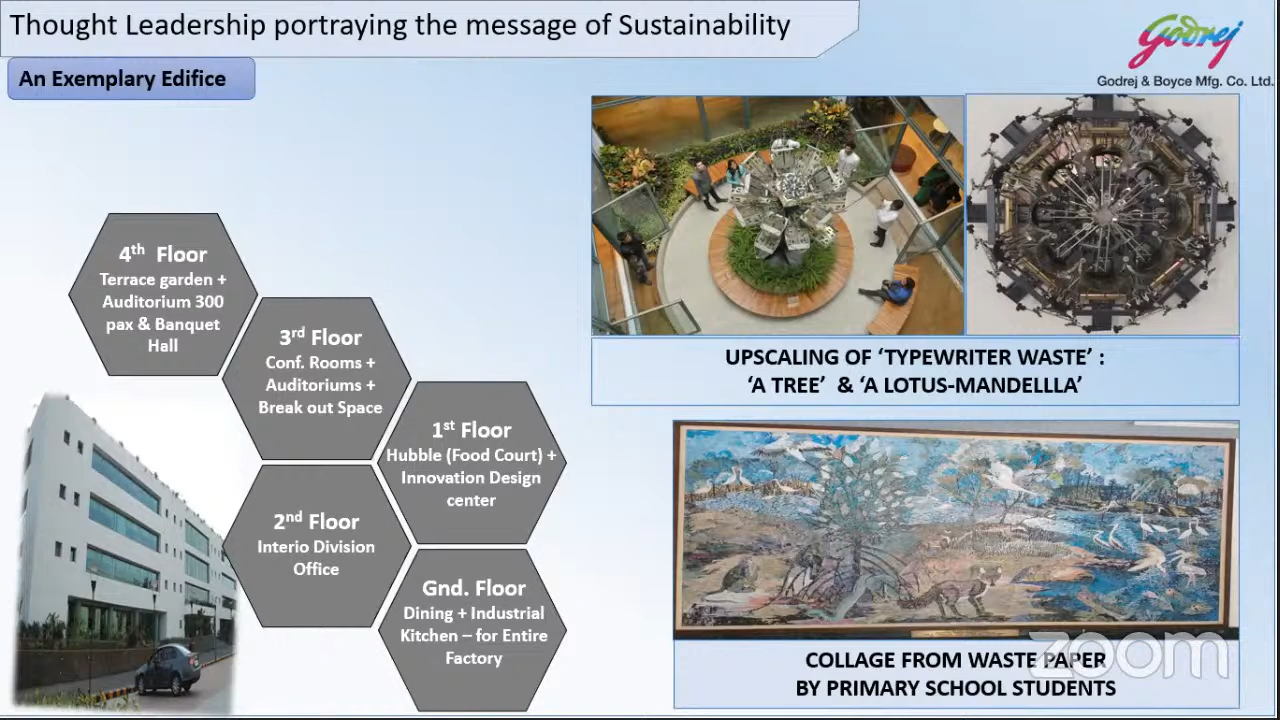 Thought Leadership portraying the message of Sustainability
An Exemplary Edifice
Godrej
Godrej & Boyce Mfg. Co. Ltd.
4th Floor
Terrace garden +
Auditorium 300
pax & Banquet
Hall
3rd Floor
Conf. Rooms +
Auditoriums +
Break out Space
1st Floor
Hubble (Food Court) +
Innovation Design
center
2nd Floor
Interio Division
Office
Gnd. Floor
Dining + Industrial
Kitchen – for Entire
Factory
UPSCALING OF ‘TYPEWRITER WASTE’ :
‘A TREE’ & ‘A LOTUS-MANDELLLA’
COLLAGE FROM WASTE PAPER
BY PRIMARY SCHOOL STUDENTS
zoom